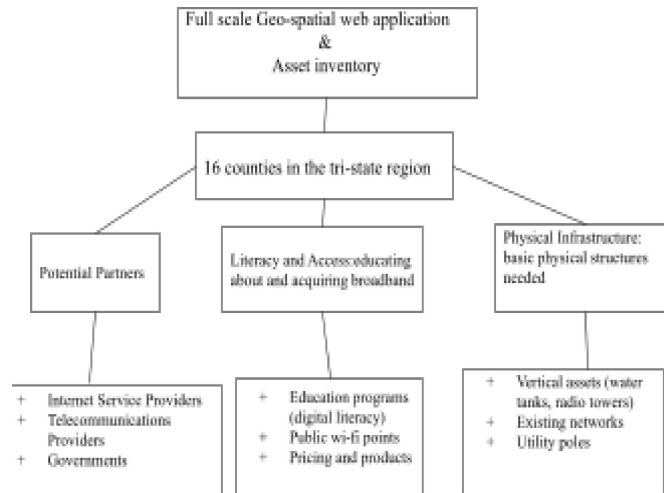 Full scale Geo-spatial web application
&
Asset inventory
16 counties in the tri-state region
Potential Partners
Literacy and Access:educating
about and acquiring broadband
Physical Infrastructure:
basic physical structures
needed
+ Internet Service Providers
+ Telecommunications
Providers
+ Governments
+ Education programs
(digital literacy)
+ Public wi-fi points
+ Pricing and products
+ Vertical assets (water
tanks, radio towers)
+ Existing networks
+ Utility poles